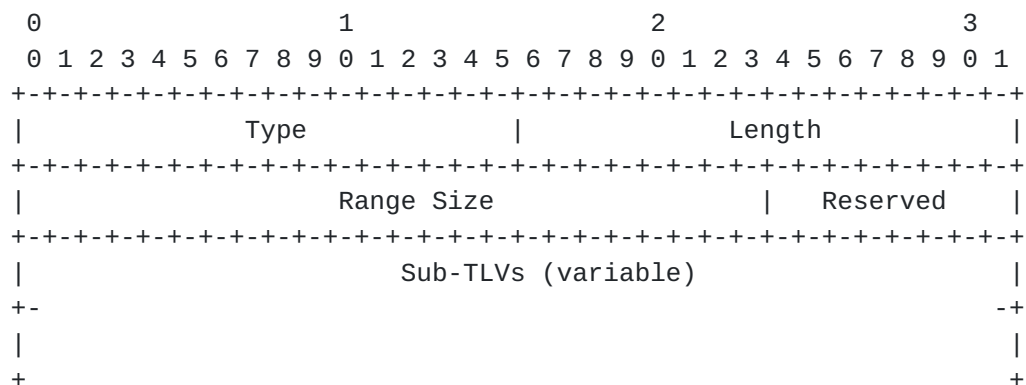 0                   1                   2                   3
 0 1 2 3 4 5 6 7 8 9 0 1 2 3 4 5 6 7 8 9 0 1 2 3 4 5 6 7 8 9 0 1
+-+-+-+-+-+-+-+-+-+-+-+-+-+-+-+-+-+-+-+-+-+-+-+-+-+-+-+-+-+-+-+-+
|              Type             |             Length            |
+-+-+-+-+-+-+-+-+-+-+-+-+-+-+-+-+-+-+-+-+-+-+-+-+-+-+-+-+-+-+-+-+
|                    Range Size                 |   Reserved    |
+-+-+-+-+-+-+-+-+-+-+-+-+-+-+-+-+-+-+-+-+-+-+-+-+-+-+-+-+-+-+-+-+
|                        Sub-TLVs (variable)                    |
+-                                                             -+
|                                                               |
+                                                               +